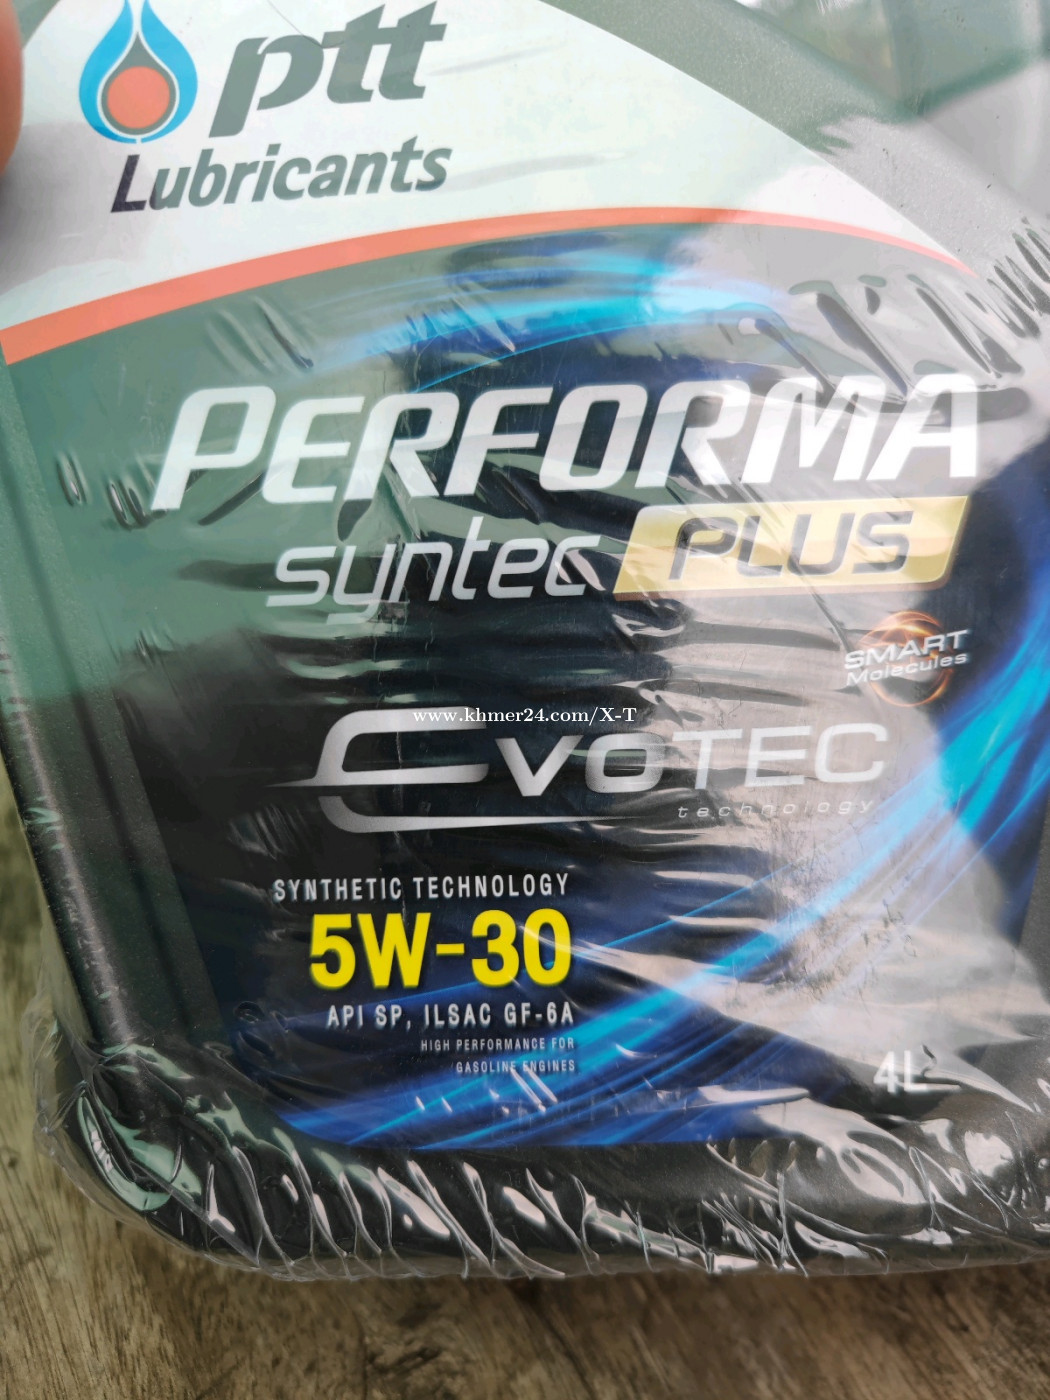 ptt
Lubricants
PERFORMA
syntec PLUS
SMART
Molecules
www.khmer24.com/X-T
EVOTEC
technology
SYNTHETIC TECHNOLOGY
5W-30
API SP, ILSAC GF-6A
HIGH PERFORMANCE FOR
GASOLINE ENGINES
4L